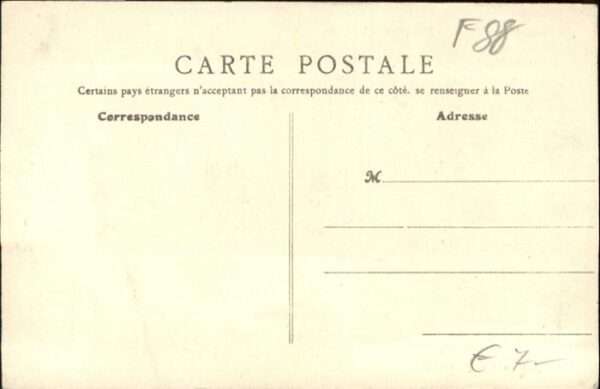 F 88
CARTE POSTALE
Certains pays étrangers n'acceptant pas la correspondance de ce côté. se renseigner à la Poste
Correspondance
Adresse
M
€ 7-